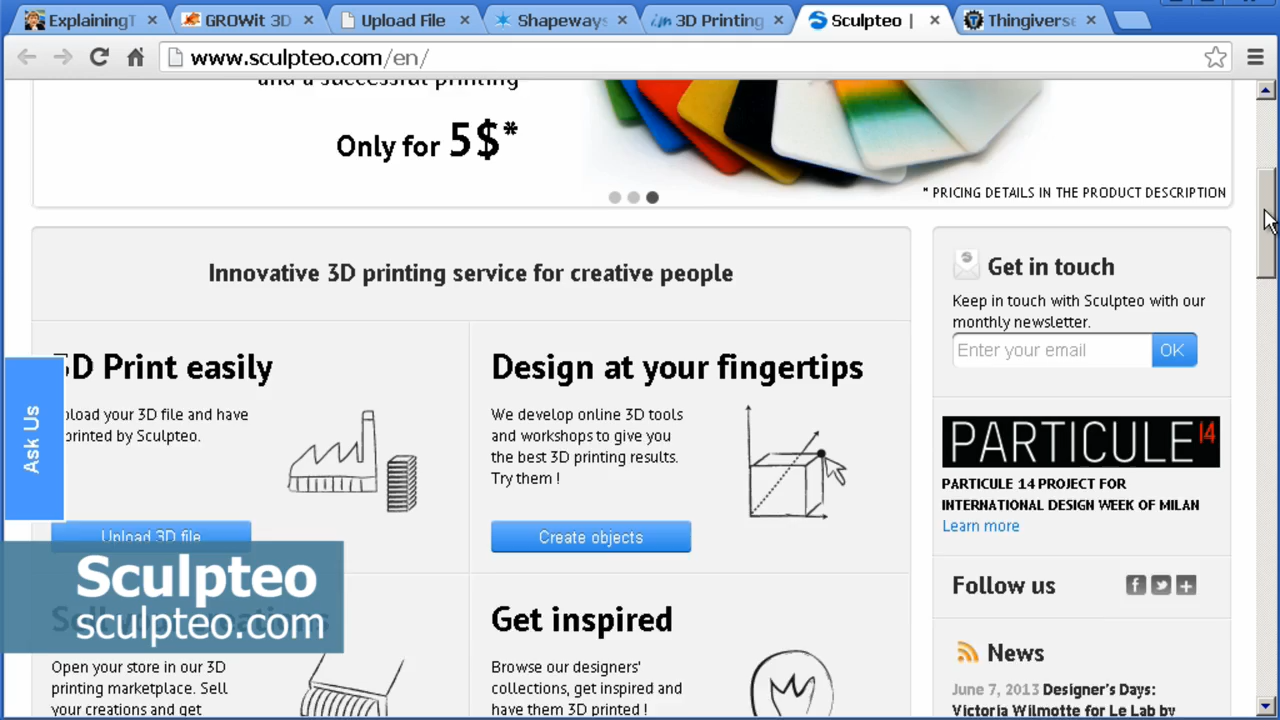 ExplainingT
GROWit 3D
Upload File
Shapeways
im 3D Printing
Sculpteo |
Thingiverse
www.sculpteo.com/en/
and a successful printing
Only for 5$*
* PRICING DETAILS IN THE PRODUCT DESCRIPTION
Innovative 3D printing service for creative people
3D Print easily
Upload your 3D file and have
printed by Sculpteo.
Upload 3D file
Design at your fingertips
We develop online 3D tools
and workshops to give you
the best 3D printing results.
Try them !
Create objects
Ask Us
Sculpteo
sculpteo.com
Sell your creations
Open your store in our 3D
printing marketplace. Sell
your creations and get
Get inspired
Browse our designers'
collections, get inspired and
have them 3D printed !
Get in touch
Keep in touch with Sculpteo with our
monthly newsletter.
Enter your email
OK
PARTICULE 14
PARTICULE 14 PROJECT FOR
INTERNATIONAL DESIGN WEEK OF MILAN
Learn more
Follow us
News
June 7, 2013 Designer's Days:
Victoria Wilmotte for Le Lab by